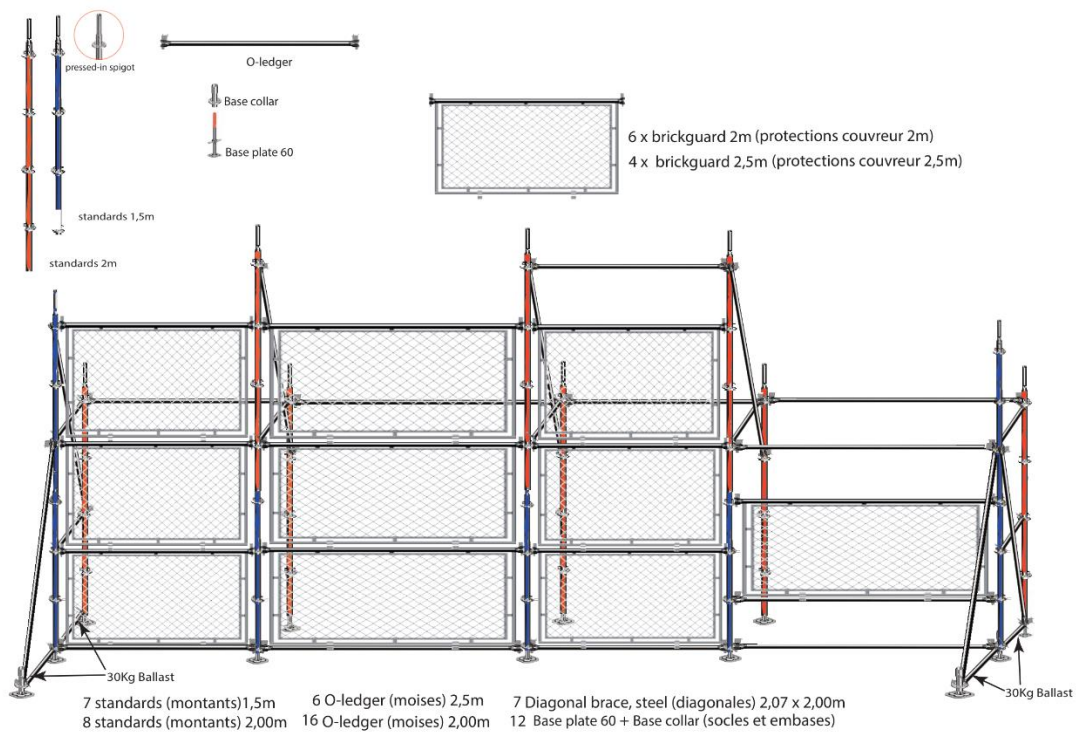 pressed-in spigot
O-ledger
Base collar
Base plate 60
6 x brickguard 2m (protections couvreur 2m)
4 x brickguard 2,5m (protections couvreur 2,5m)
standards 1,5m
standards 2m
30Kg Ballast
30Kg Ballast
7 standards (montants)1,5m
8 standards (montants) 2,00m
6 O-ledger (moises) 2,5m
16 O-ledger (moises) 2,00m
7 Diagonal brace, steel (diagonales) 2,07 x 2,00m
12 Base plate 60 + Base collar (socles et embases)